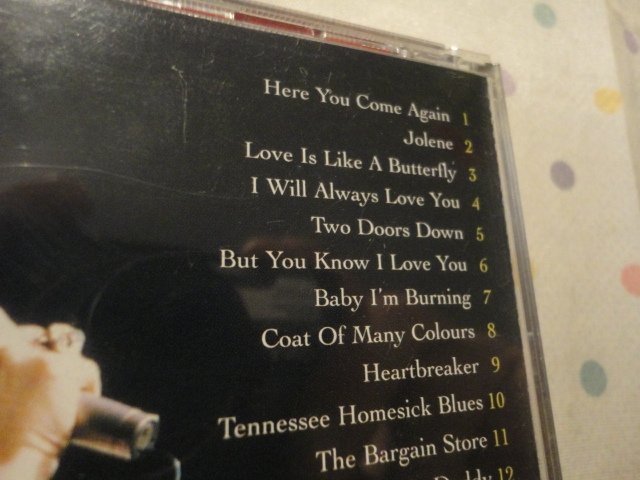 Here You Come Again 1
Jolene 2
Love Is Like A Butterfly 3
I Will Always Love You 4
Two Doors Down 5
But You Know I Love You 6
Baby I'm Burning 7
Coat Of Many Colours 8
Heartbreaker 9
Tennessee Homesick Blues 10
The Bargain Store 11
Daddy 12